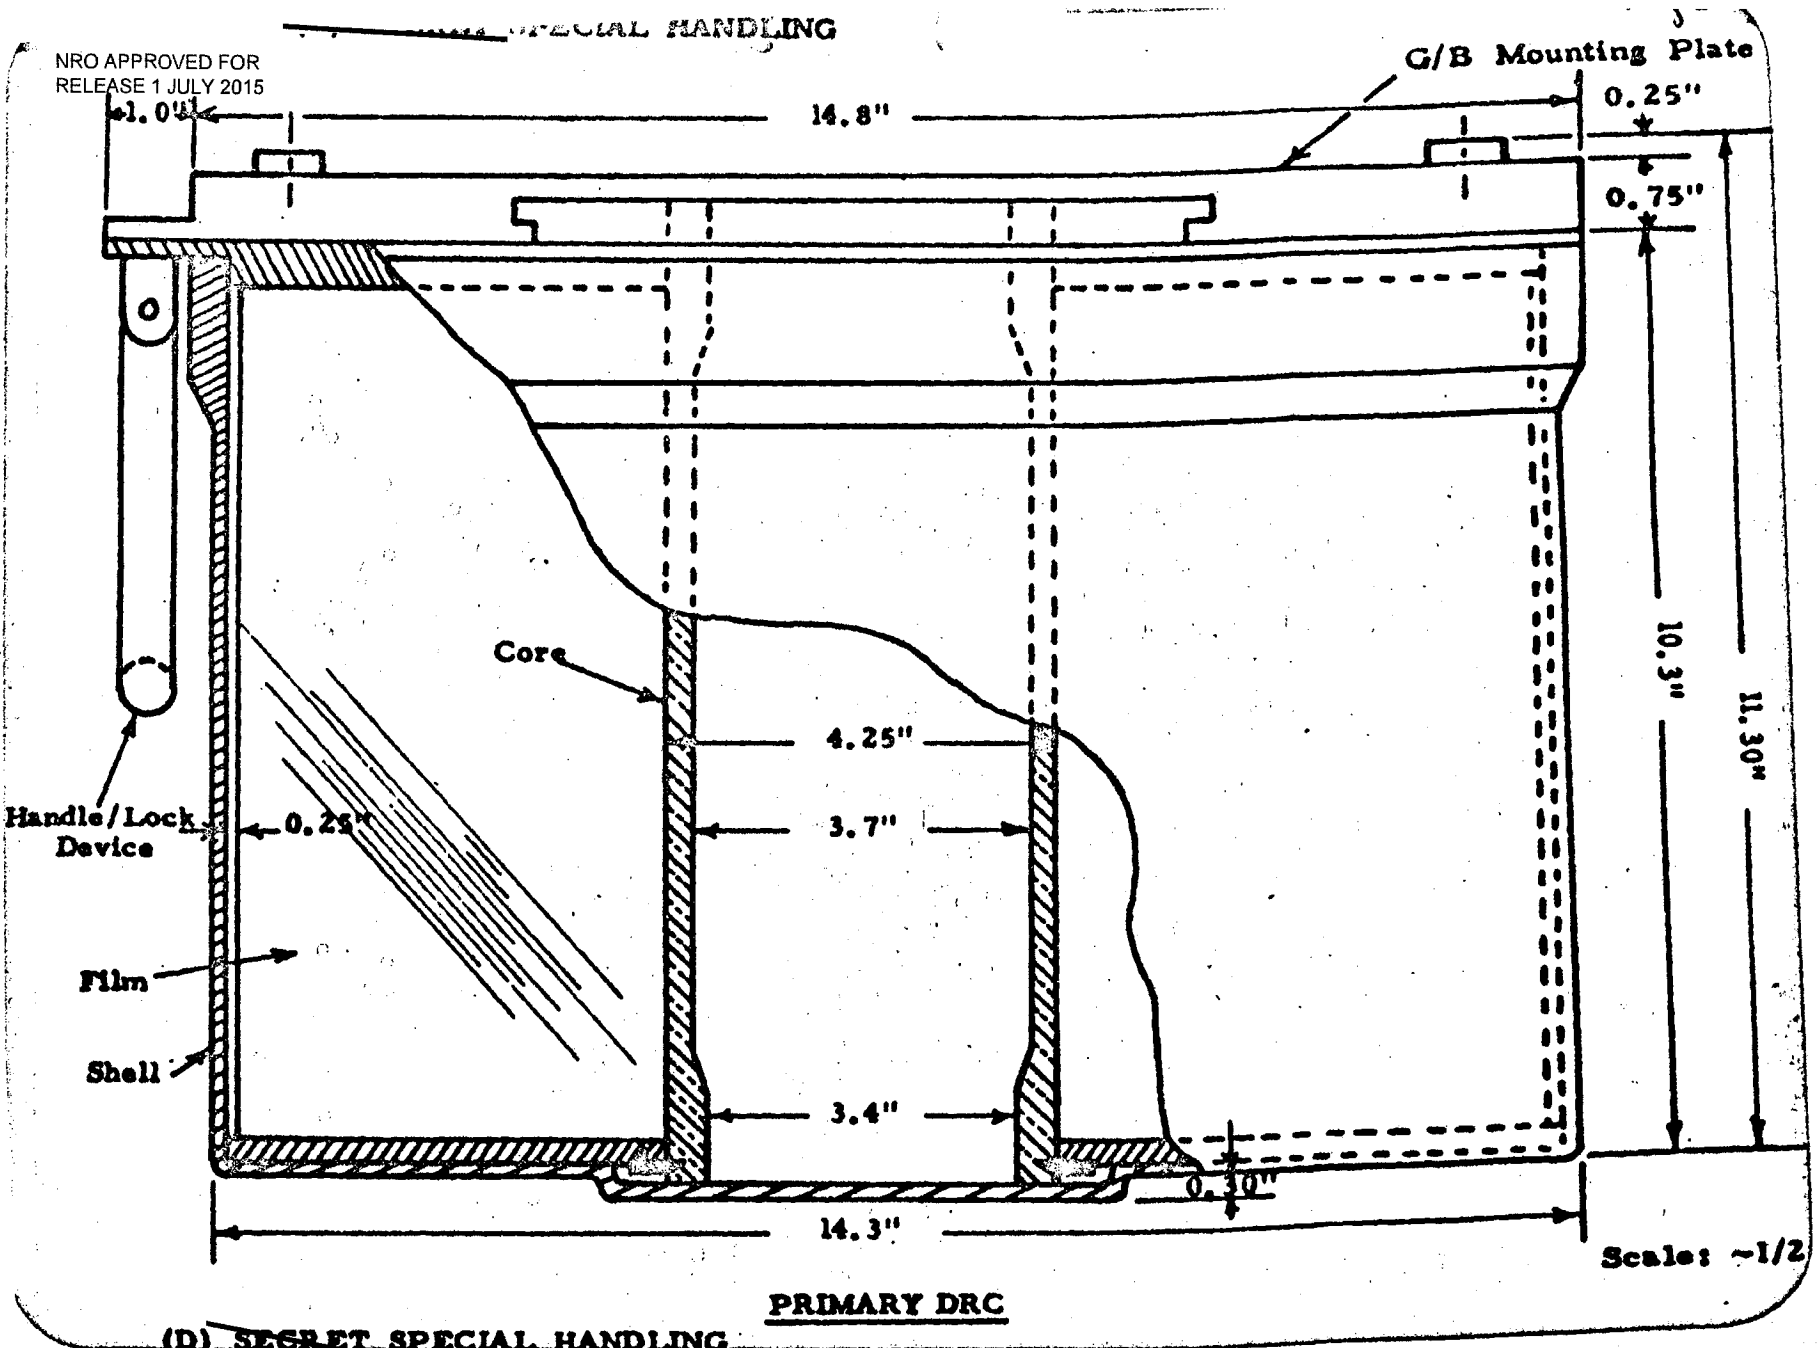 SPECIAL HANDLING
NRO APPROVED FOR
RELEASE 1 JULY 2015
G/B Mounting Plate
1.0"
14.8"
0.25"
0.75"
10.3"
11.30"
Core
4.25"
3.7"
Handle/Lock
Device
0.25"
Film
Shell
3.4"
0.30"
14.3"
Scale: ~1/2
PRIMARY DRC
(D) SECRET SPECIAL HANDLING